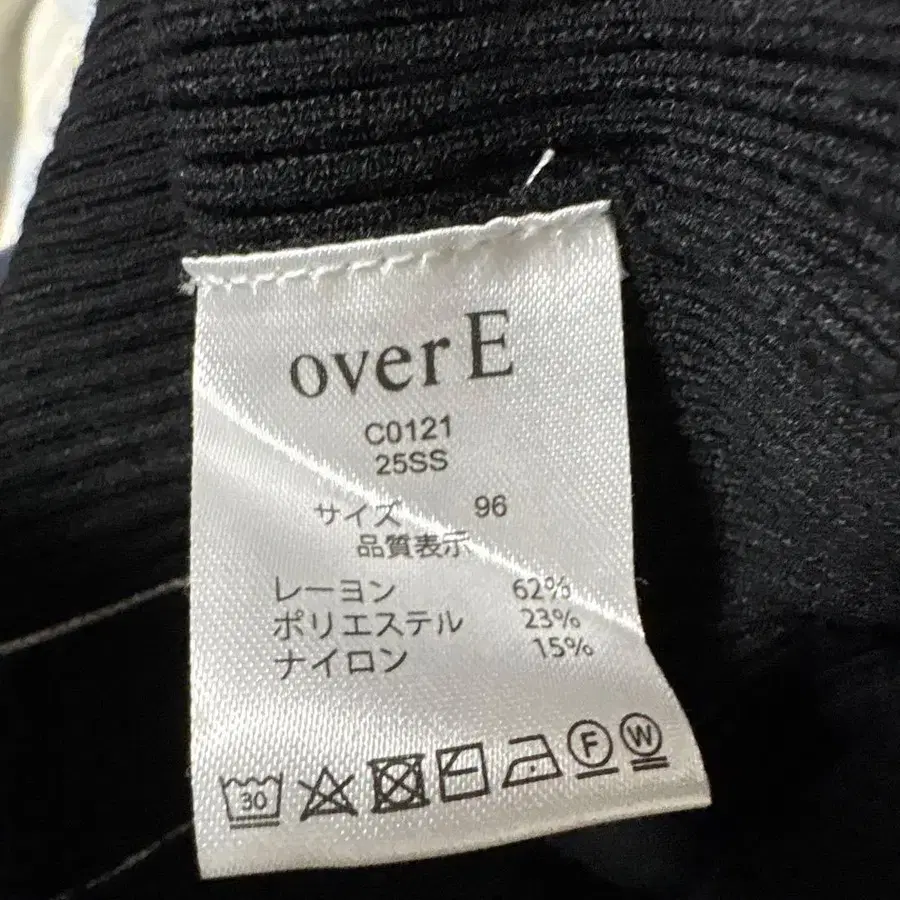 over E
C0121
25SS
サイズ 96
品質表示
レーヨン 62%
ポリエステル 23%
ナイロン 15%
30 F W